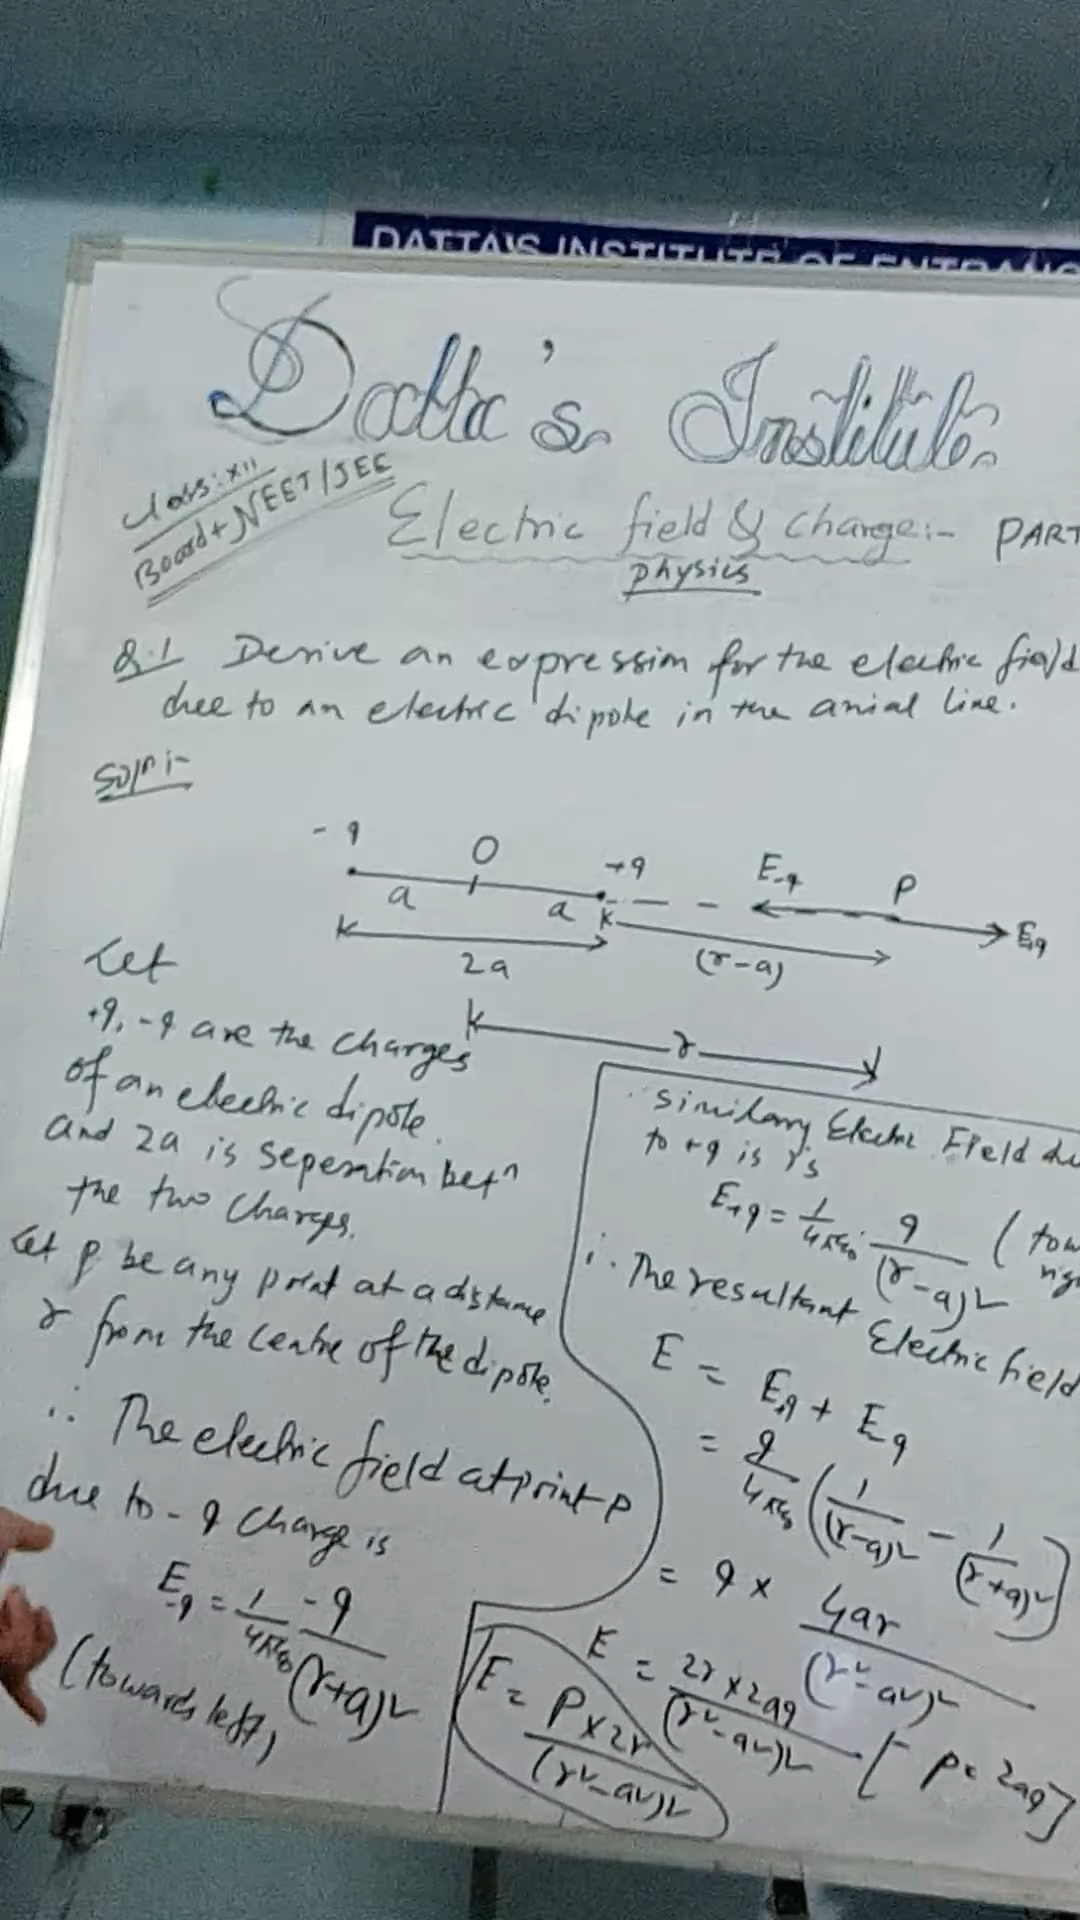 DATTA'S INSTITUTE OF ENTRANC
Datta's Institute
Class: XII
Board + NEET/JEE
Electric field & Charge:- PART
physics
Q.1 Derive an expression for the electric field
due to an electric dipole in the axial line.
Soln:-
-q O +q E-q P Eq
a a (r-a)
2a
r
Let
+q, -q are the charges
of an electric dipole.
and 2a is seperation betn
the two charges.
Let P be any point at a distance
r from the centre of the dipole.
∴ The electric field at point P
due to -q charge is
E-q = 1/4πε₀ -q/(r+a)²
(towards left)
Similary Electric Field du
to +q is
E+q = 1/4πε₀ · q/(r-a)² (tow
rig
∴ The resultant Electric field
E = E-q + Eq
= q/4πε₀ (1/(r-a)² - 1/(r+a)²)
= q × 4ar/(r²-a²)²
E = 2r×2aq/(r²-a²)² [ p = 2aq]
E = P×2r/(r²-a²)²